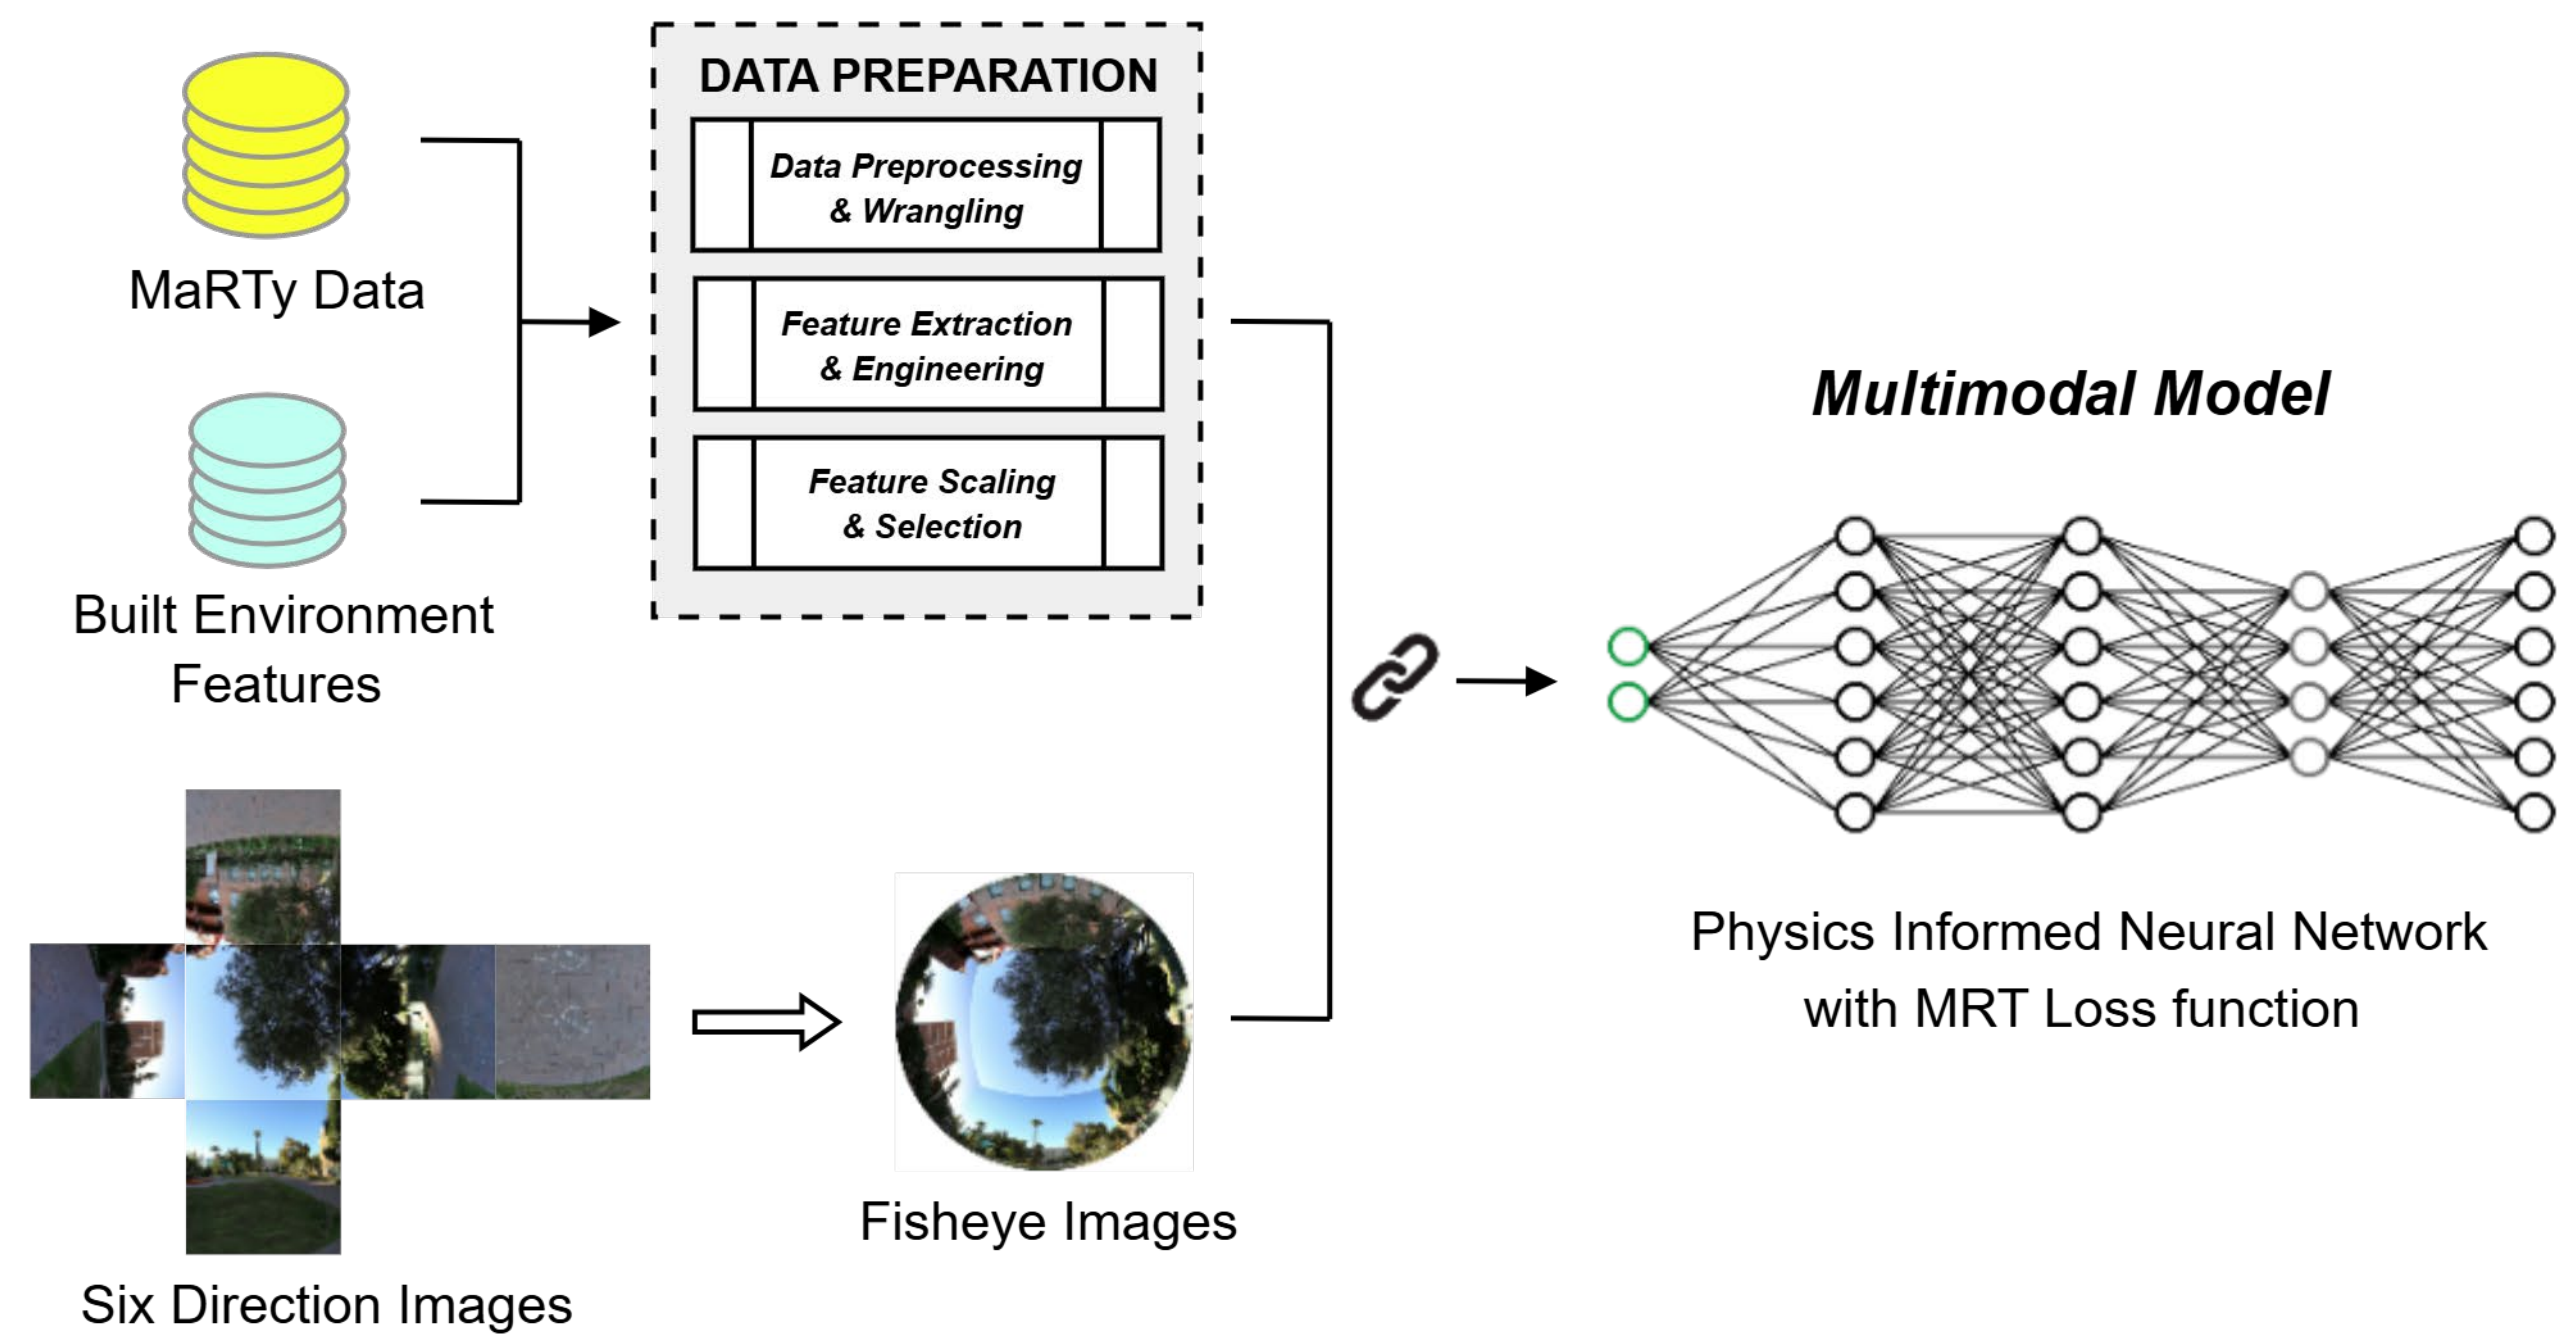 MaRTy Data
Built Environment
Features
DATA PREPARATION
Data Preprocessing
& Wrangling
Feature Extraction
& Engineering
Feature Scaling
& Selection
Six Direction Images
Fisheye Images
Multimodal Model
Physics Informed Neural Network
with MRT Loss function